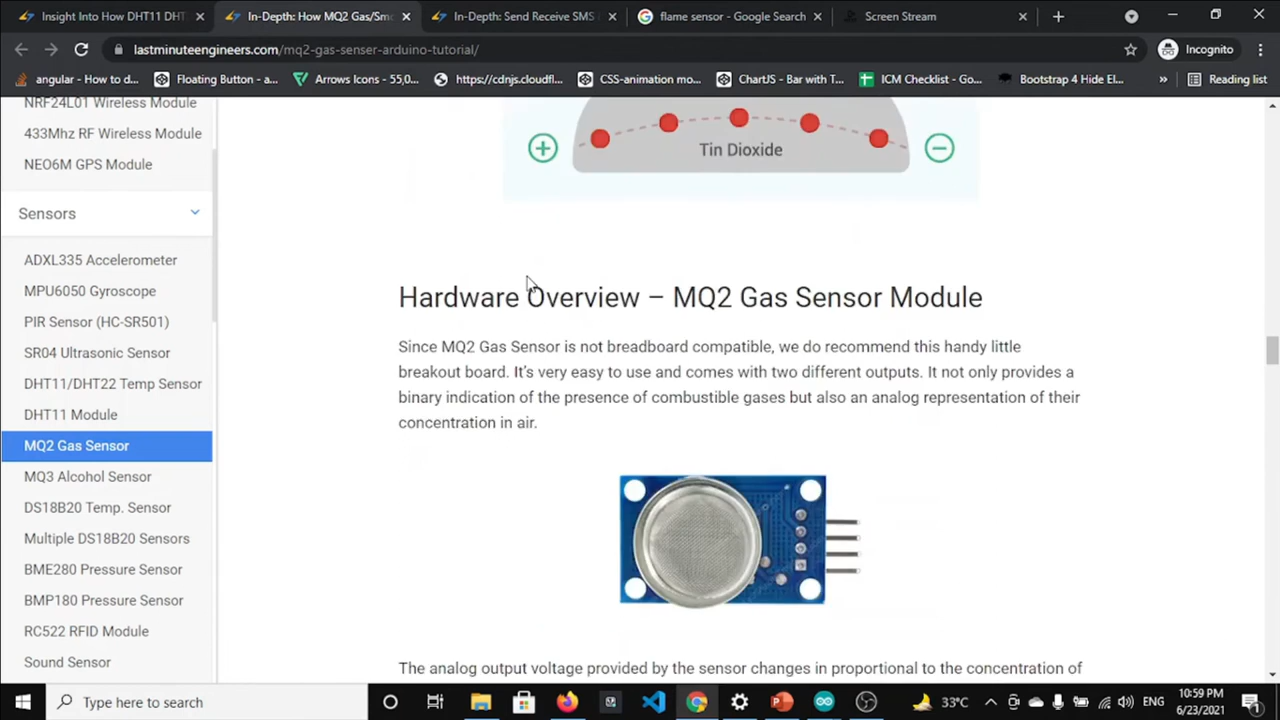 Insight Into How DHT11 DHT
In-Depth: How MQ2 Gas/Smo
In-Depth: Send Receive SMS
flame sensor - Google Search
Screen Stream
lastminuteengineers.com/mq2-gas-senser-arduino-tutorial/
Incognito
angular - How to d...
Floating Button - a...
Arrows Icons - 55,0...
https://cdnjs.cloudfl...
CSS-animation mo...
ChartJS - Bar with T...
ICM Checklist - Go...
Bootstrap 4 Hide El...
»
Reading list
NRF24L01 Wireless Module
433Mhz RF Wireless Module
NEO6M GPS Module
Sensors
ADXL335 Accelerometer
MPU6050 Gyroscope
PIR Sensor (HC-SR501)
SR04 Ultrasonic Sensor
DHT11/DHT22 Temp Sensor
DHT11 Module
MQ2 Gas Sensor
MQ3 Alcohol Sensor
DS18B20 Temp. Sensor
Multiple DS18B20 Sensors
BME280 Pressure Sensor
BMP180 Pressure Sensor
RC522 RFID Module
Sound Sensor
Tin Dioxide
Hardware Overview – MQ2 Gas Sensor Module
Since MQ2 Gas Sensor is not breadboard compatible, we do recommend this handy little
breakout board. It's very easy to use and comes with two different outputs. It not only provides a
binary indication of the presence of combustible gases but also an analog representation of their
concentration in air.
The analog output voltage provided by the sensor changes in proportional to the concentration of
Type here to search
33°C
ENG
10:59 PM
6/23/2021
1